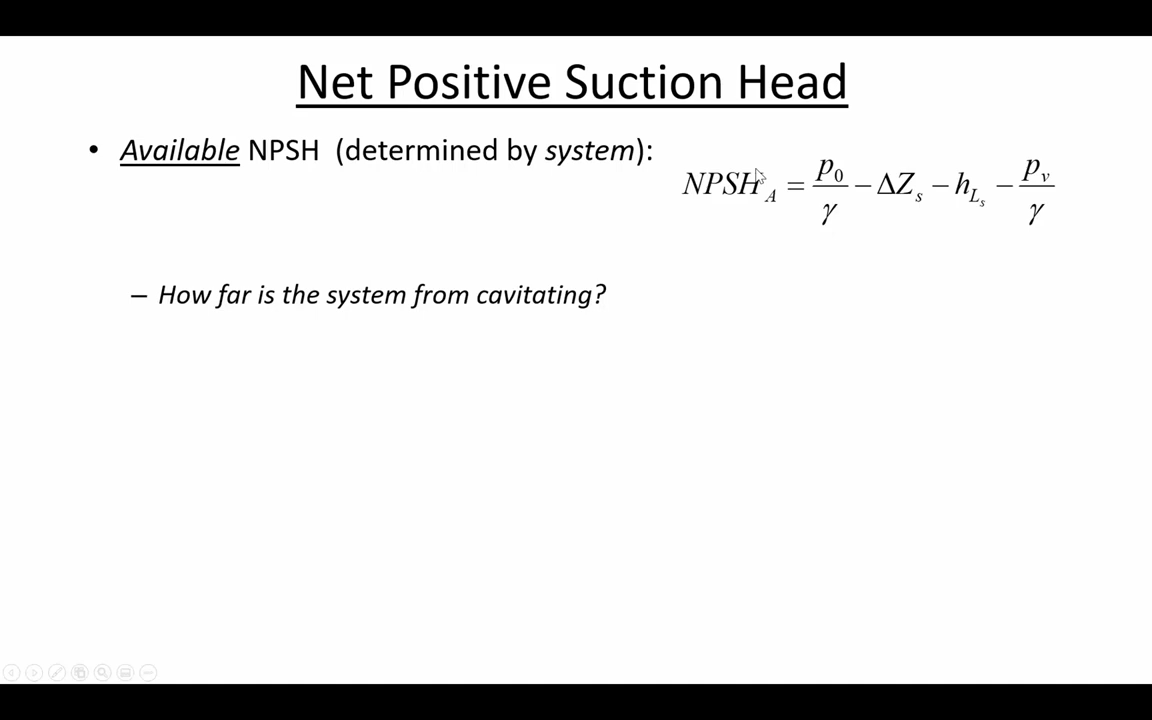 Net Positive Suction Head
• Available NPSH (determined by system):
NPSH_A = p_0/γ − ΔZ_s − h_{L_s} − p_v/γ
– How far is the system from cavitating?